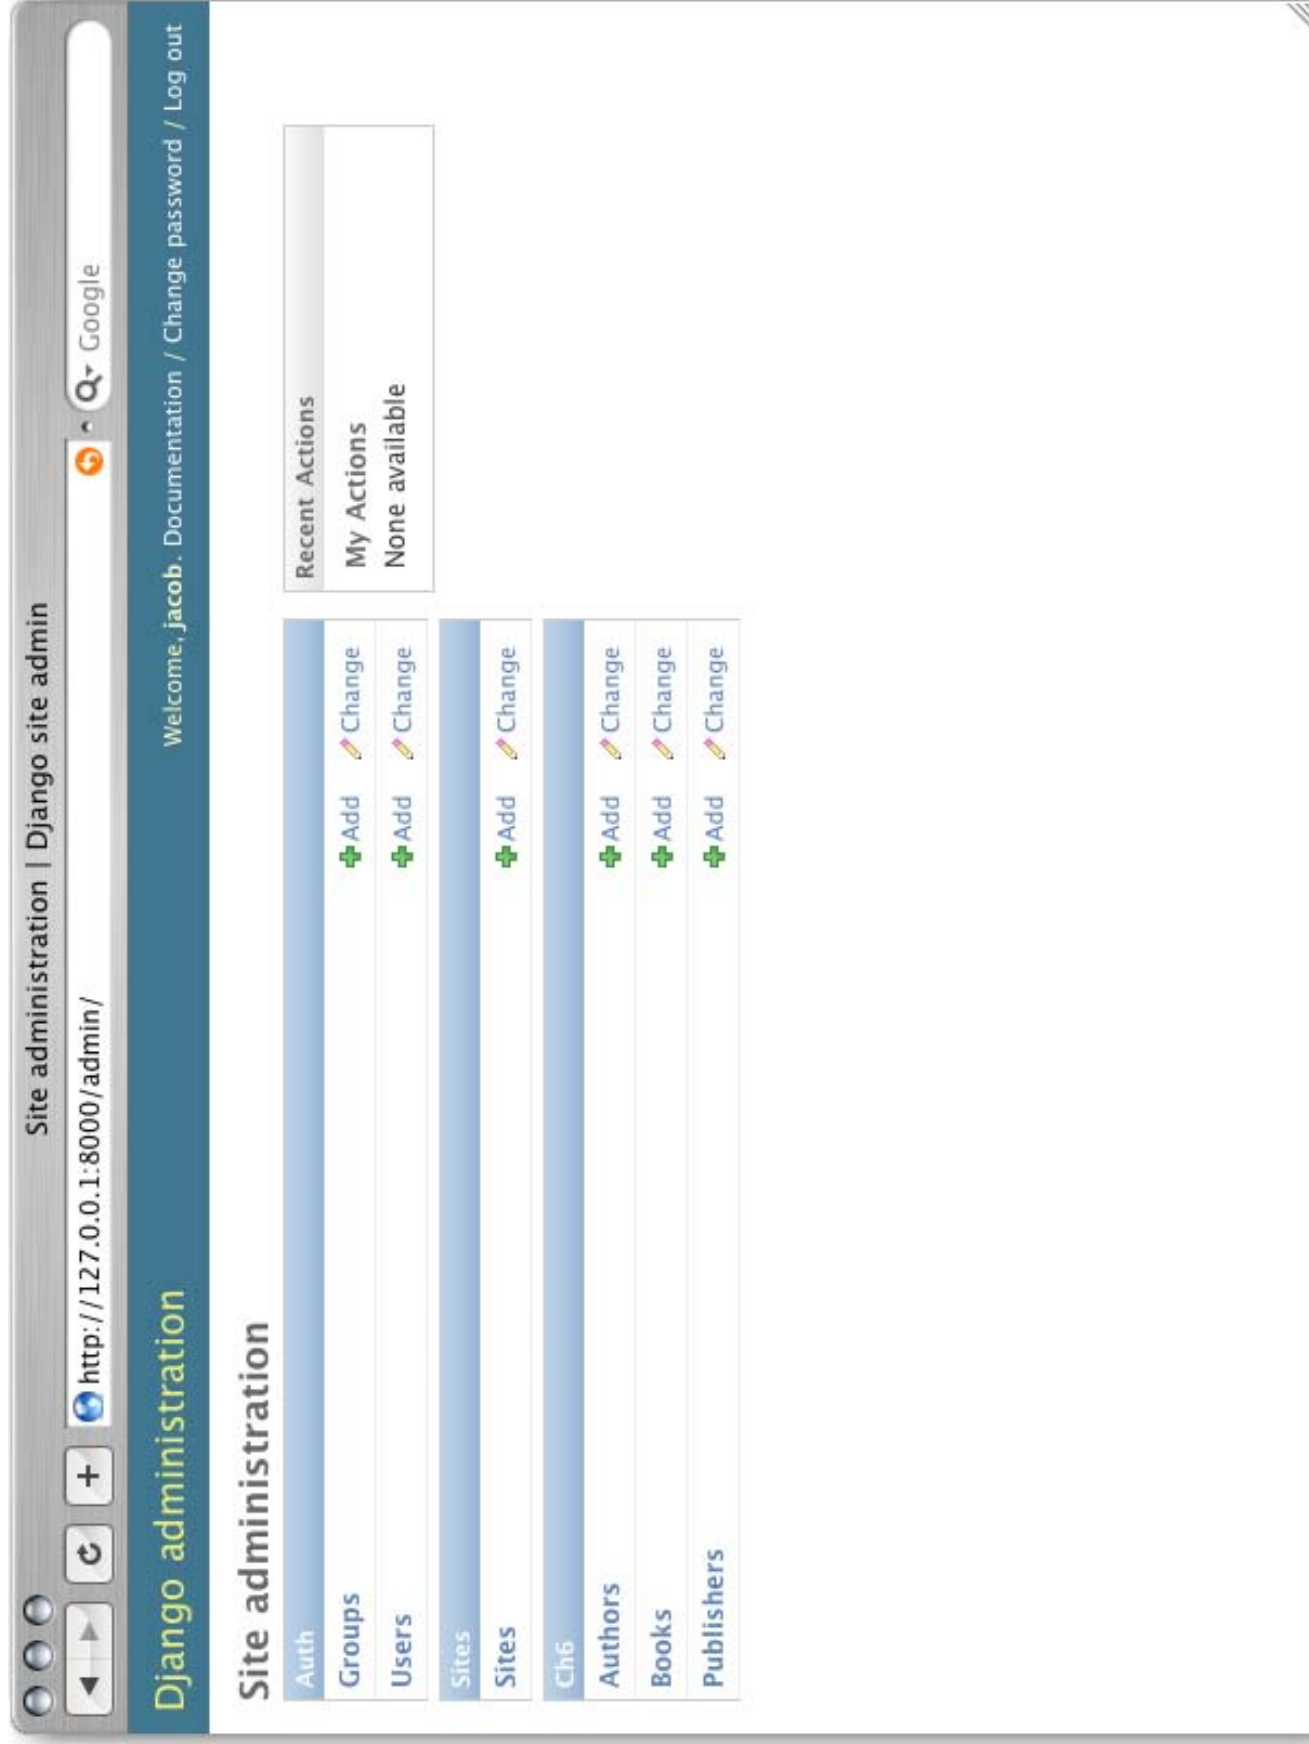 Site administration | Django site admin
http://127.0.0.1:8000/admin/
Google
Django administration
Welcome, jacob. Documentation / Change password / Log out
Site administration
Auth
Groups Add Change
Users Add Change
Sites
Sites Add Change
Ch6
Authors Add Change
Books Add Change
Publishers Add Change
Recent Actions
My Actions
None available